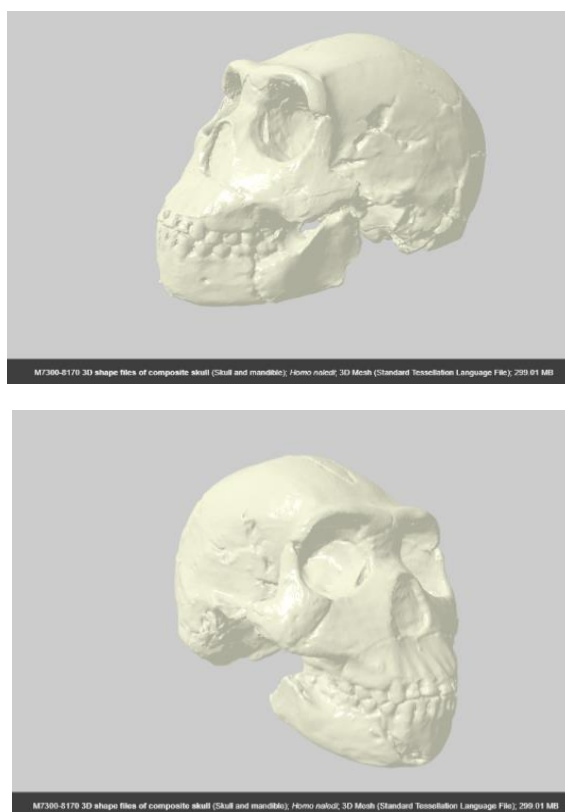 M7300-8170 3D shape files of composite skull (Skull and mandible); Homo naledi; 3D Mesh (Standard Tessellation Language File); 299.01 MB
M7300-8170 3D shape files of composite skull (Skull and mandible); Homo naledi; 3D Mesh (Standard Tessellation Language File); 299.01 MB